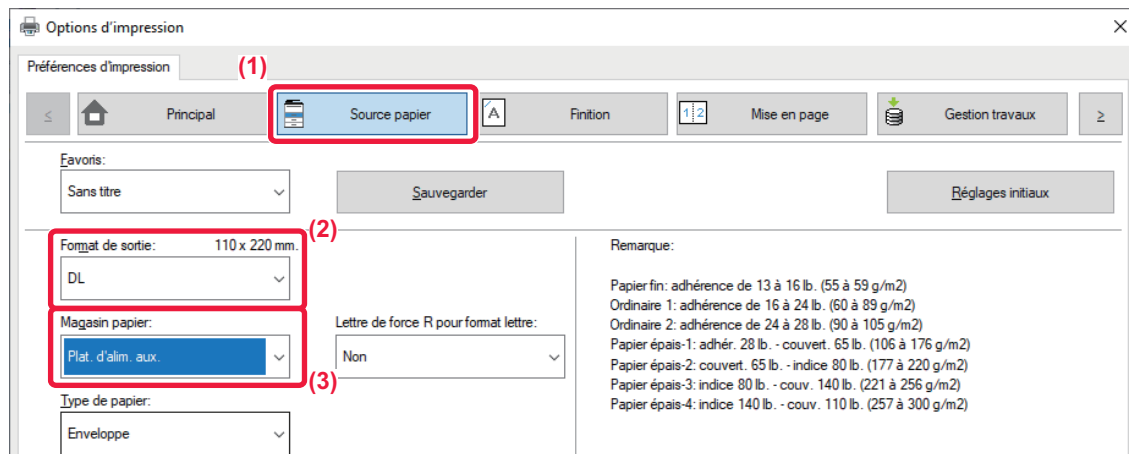 Options d'impression
Préférences d'impression
(1)
≤
Principal
Source papier
A
Finition
1 2
Mise en page
Gestion travaux
≥
Favoris:
Sans titre
Sauvegarder
Réglages initiaux
(2)
Format de sortie: 110 x 220 mm.
DL
Magasin papier:
Plat. d'alim. aux.
(3)
Lettre de force R pour format lettre:
Non
Type de papier:
Enveloppe
Remarque:
Papier fin: adhérence de 13 à 16 lb. (55 à 59 g/m2)
Ordinaire 1: adhérence de 16 à 24 lb. (60 à 89 g/m2)
Ordinaire 2: adhérence de 24 à 28 lb. (90 à 105 g/m2)
Papier épais-1: adhér. 28 lb. - couvert. 65 lb. (106 à 176 g/m2)
Papier épais-2: couvert. 65 lb. - indice 80 lb. (177 à 220 g/m2)
Papier épais-3: indice 80 lb. - couv. 140 lb. (221 à 256 g/m2)
Papier épais-4: indice 140 lb. - couv. 110 lb. (257 à 300 g/m2)